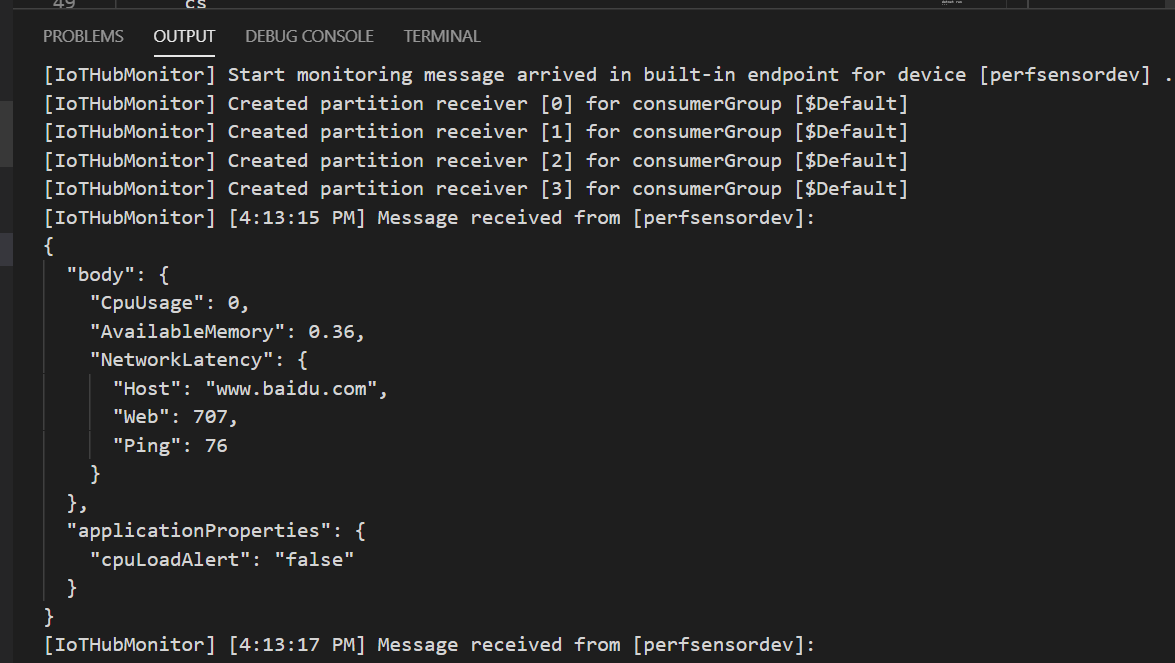 49 cs
PROBLEMS OUTPUT DEBUG CONSOLE TERMINAL
[IoTHubMonitor] Start monitoring message arrived in built-in endpoint for device [perfsensordev] .
[IoTHubMonitor] Created partition receiver [0] for consumerGroup [$Default]
[IoTHubMonitor] Created partition receiver [1] for consumerGroup [$Default]
[IoTHubMonitor] Created partition receiver [2] for consumerGroup [$Default]
[IoTHubMonitor] Created partition receiver [3] for consumerGroup [$Default]
[IoTHubMonitor] [4:13:15 PM] Message received from [perfsensordev]:
{
  "body": {
    "CpuUsage": 0,
    "AvailableMemory": 0.36,
    "NetworkLatency": {
      "Host": "www.baidu.com",
      "Web": 707,
      "Ping": 76
    }
  },
  "applicationProperties": {
    "cpuLoadAlert": "false"
  }
}
[IoTHubMonitor] [4:13:17 PM] Message received from [perfsensordev]: